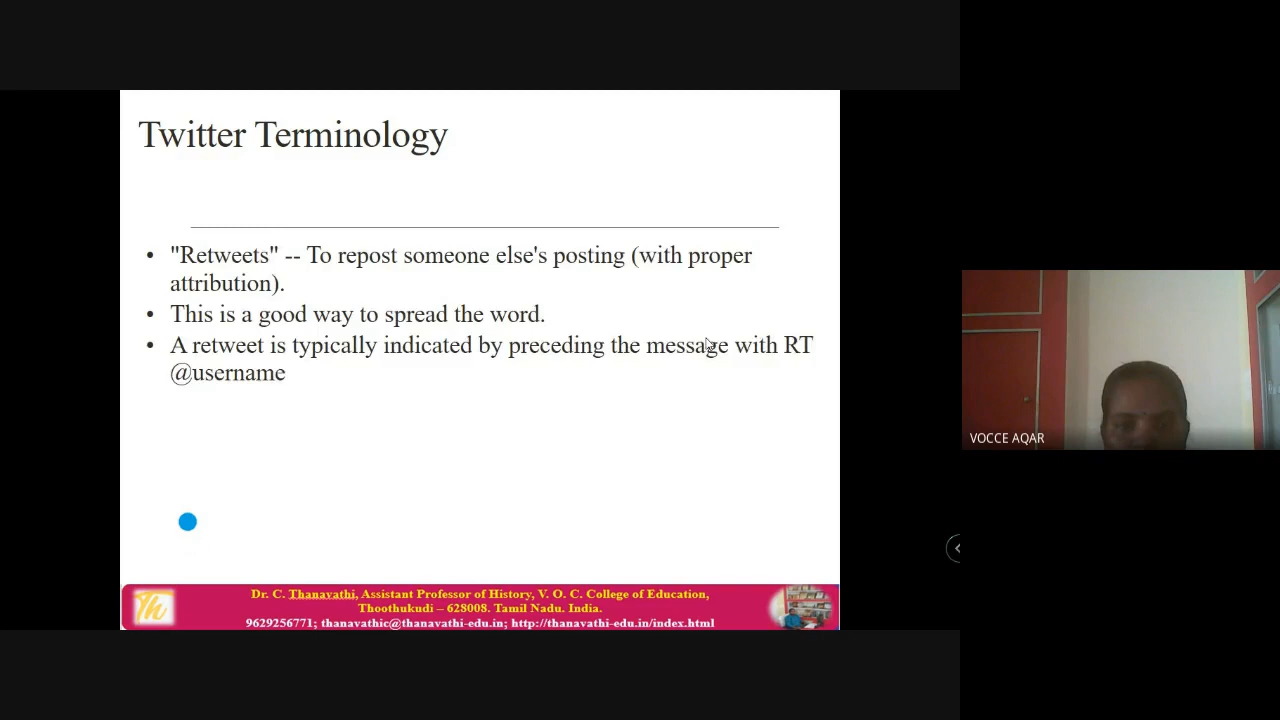 Twitter Terminology
• "Retweets" -- To repost someone else's posting (with proper
attribution).
• This is a good way to spread the word.
• A retweet is typically indicated by preceding the message with RT
@username
VOCCE AQAR
Th
Dr. C. Thanavathi, Assistant Professor of History, V. O. C. College of Education,
Thoothukudi – 628008. Tamil Nadu. India.
9629256771; thanavathic@thanavathi-edu.in; http://thanavathi-edu.in/index.html